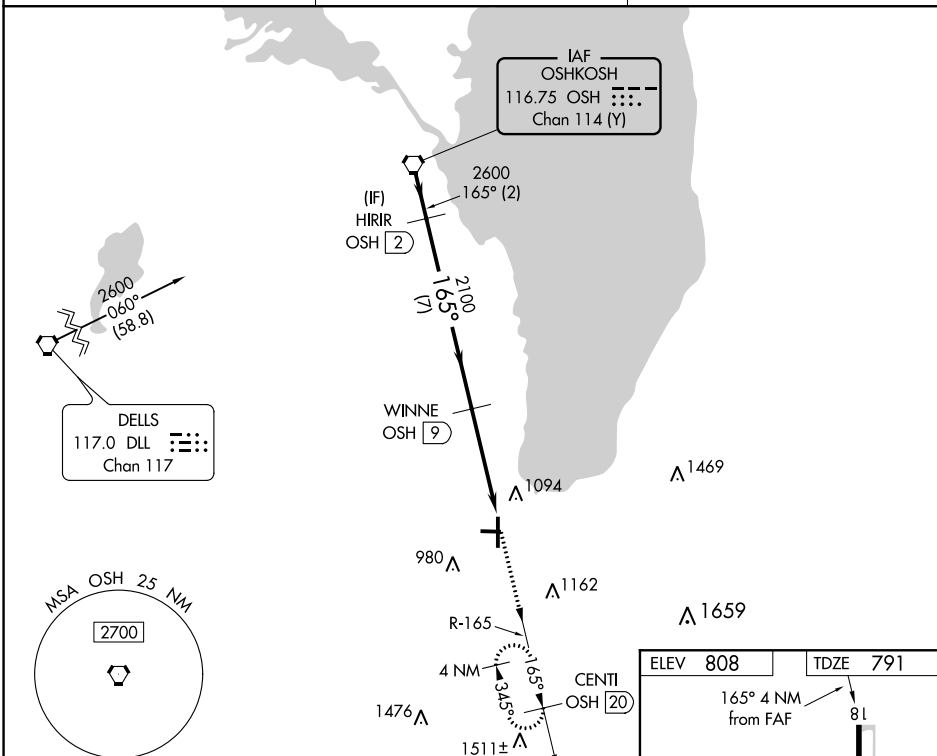 IAF
OSHKOSH
116.75 OSH
Chan 114 (Y)
2600
165° (2)
(IF)
HIRIR
OSH 2
2100
165°
(7)
2600
060°
(58.8)
DELLS
117.0 DLL
Chan 117
WINNE
OSH 9
1469
1094
980
1162
1659
MSA OSH 25 NM
2700
R-165
4 NM
165°
345°
CENTI
OSH 20
1476
1511±
ELEV 808
TDZE 791
165° 4 NM
from FAF
18